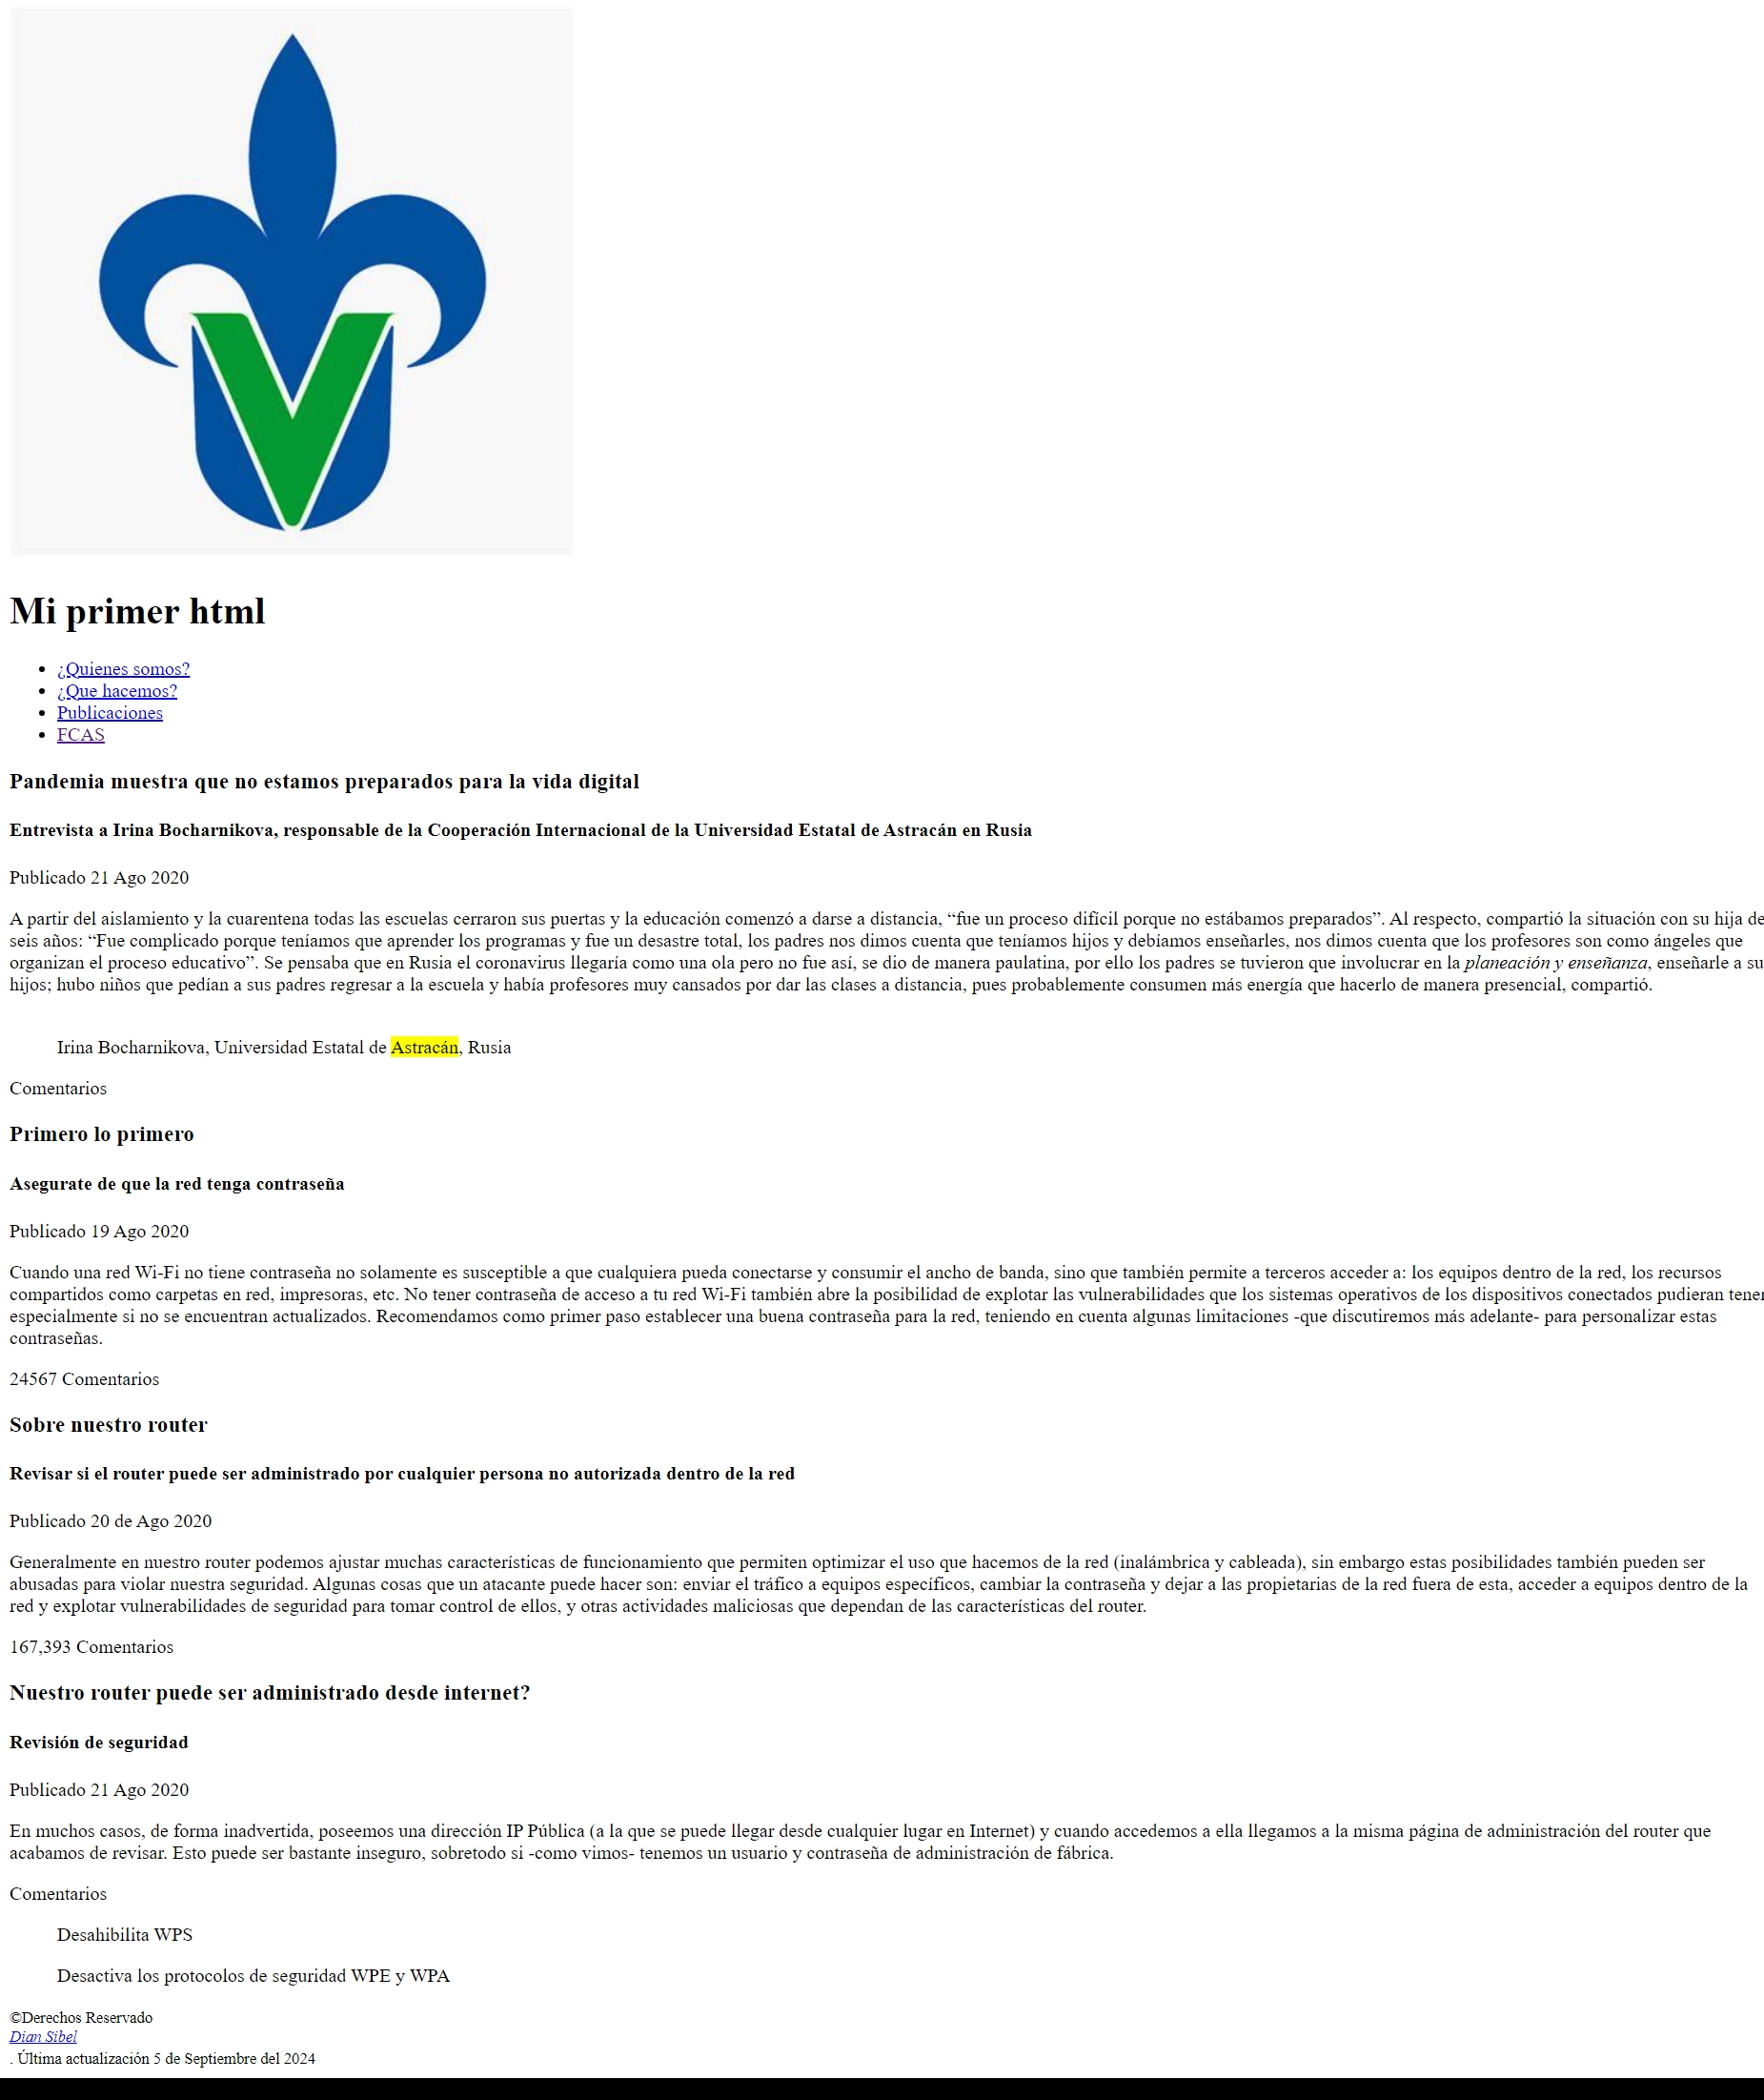 V
Mi primer html
¿Quienes somos?
¿Que hacemos?
Publicaciones
FCAS
Pandemia muestra que no estamos preparados para la vida digital
Entrevista a Irina Bocharnikova, responsable de la Cooperación Internacional de la Universidad Estatal de Astracán en Rusia
Publicado 21 Ago 2020
A partir del aislamiento y la cuarentena todas las escuelas cerraron sus puertas y la educación comenzó a darse a distancia, “fue un proceso difícil porque no estábamos preparados”. Al respecto, compartió la situación con su hija de
seis años: “Fue complicado porque teníamos que aprender los programas y fue un desastre total, los padres nos dimos cuenta que teníamos hijos y debíamos enseñarles, nos dimos cuenta que los profesores son como ángeles que
organizan el proceso educativo”. Se pensaba que en Rusia el coronavirus llegaría como una ola pero no fue así, se dio de manera paulatina, por ello los padres se tuvieron que involucrar en la planeación y enseñanza, enseñarle a su
hijos; hubo niños que pedían a sus padres regresar a la escuela y había profesores muy cansados por dar las clases a distancia, pues probablemente consumen más energía que hacerlo de manera presencial, compartió.
Irina Bocharnikova, Universidad Estatal de Astracán, Rusia
Comentarios
Primero lo primero
Asegurate de que la red tenga contraseña
Publicado 19 Ago 2020
Cuando una red Wi-Fi no tiene contraseña no solamente es susceptible a que cualquiera pueda conectarse y consumir el ancho de banda, sino que también permite a terceros acceder a: los equipos dentro de la red, los recursos
compartidos como carpetas en red, impresoras, etc. No tener contraseña de acceso a tu red Wi-Fi también abre la posibilidad de explotar las vulnerabilidades que los sistemas operativos de los dispositivos conectados pudieran tener
especialmente si no se encuentran actualizados. Recomendamos como primer paso establecer una buena contraseña para la red, teniendo en cuenta algunas limitaciones -que discutiremos más adelante- para personalizar estas
contraseñas.
24567 Comentarios
Sobre nuestro router
Revisar si el router puede ser administrado por cualquier persona no autorizada dentro de la red
Publicado 20 de Ago 2020
Generalmente en nuestro router podemos ajustar muchas características de funcionamiento que permiten optimizar el uso que hacemos de la red (inalámbrica y cableada), sin embargo estas posibilidades también pueden ser
abusadas para violar nuestra seguridad. Algunas cosas que un atacante puede hacer son: enviar el tráfico a equipos específicos, cambiar la contraseña y dejar a las propietarias de la red fuera de esta, acceder a equipos dentro de la
red y explotar vulnerabilidades de seguridad para tomar control de ellos, y otras actividades maliciosas que dependan de las características del router.
167,393 Comentarios
Nuestro router puede ser administrado desde internet?
Revisión de seguridad
Publicado 21 Ago 2020
En muchos casos, de forma inadvertida, poseemos una dirección IP Pública (a la que se puede llegar desde cualquier lugar en Internet) y cuando accedemos a ella llegamos a la misma página de administración del router que
acabamos de revisar. Esto puede ser bastante inseguro, sobretodo si -como vimos- tenemos un usuario y contraseña de administración de fábrica.
Comentarios
Desahibilita WPS
Desactiva los protocolos de seguridad WPE y WPA
©Derechos Reservado
Dian Sibel
. Última actualización 5 de Septiembre del 2024